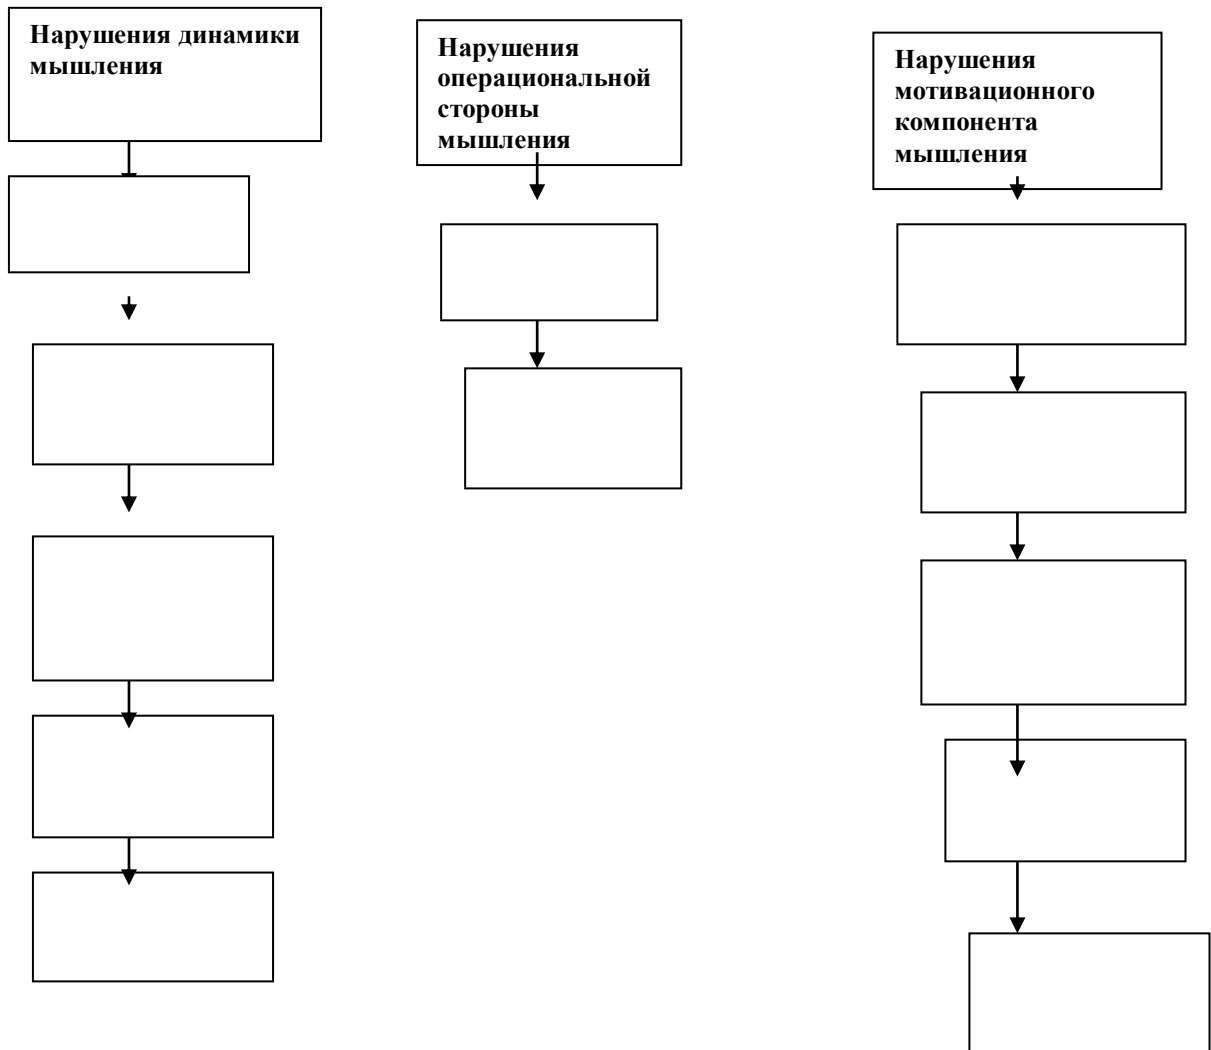 Нарушения динамики
мышления
Нарушения
операциональной
стороны
мышления
Нарушения
мотивационного
компонента
мышления